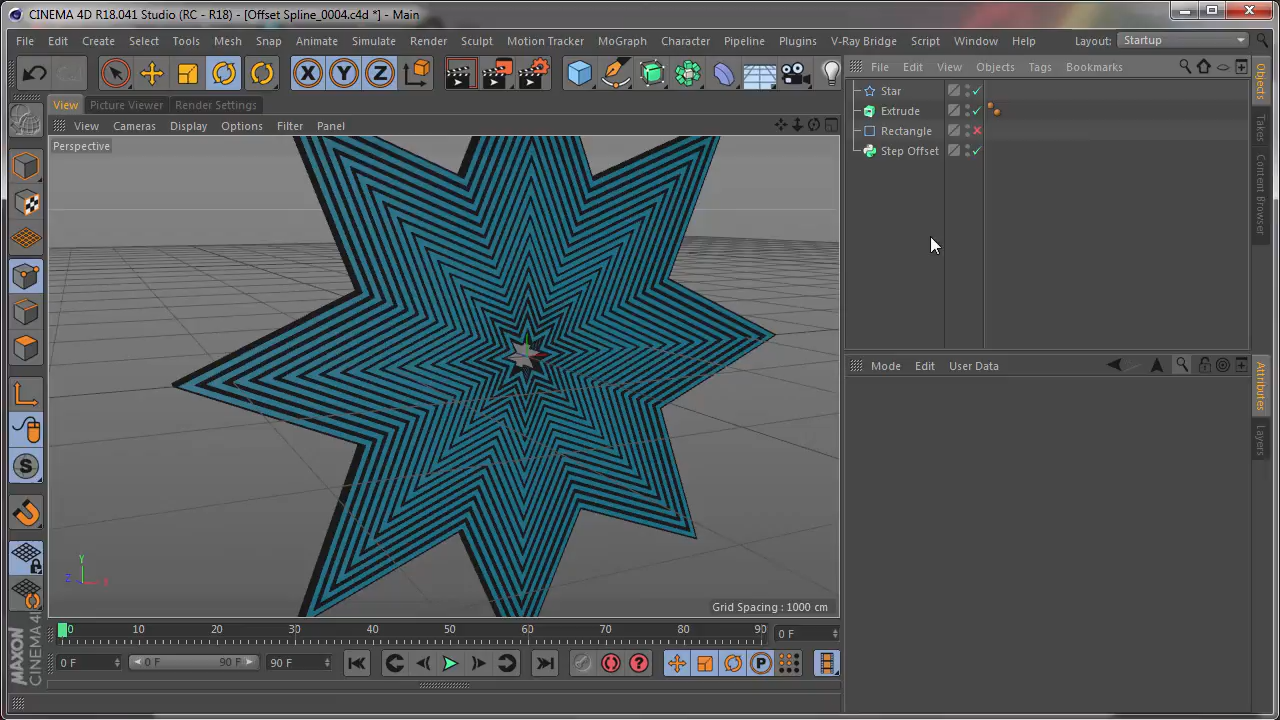 CINEMA 4D R18.041 Studio (RC - R18) - [Offset Spline_0004.c4d *] - Main
File Edit Create Select Tools Mesh Snap Animate Simulate Render Sculpt Motion Tracker MoGraph Character Pipeline Plugins V-Ray Bridge Script Window Help Layout: Startup
X Y Z
File Edit View Objects Tags Bookmarks
View Picture Viewer Render Settings
View Cameras Display Options Filter Panel
Perspective
Star
Extrude
Rectangle
Step Offset
Objects
Takes
Content Browser
Mode Edit User Data
Attributes
Layers
S
Y
Z X
Grid Spacing : 1000 cm
0 10 20 30 40 50 60 70 80 90 0 F
0 F 0 F 90 F 90 F P
MAXON
CINEMA 4D